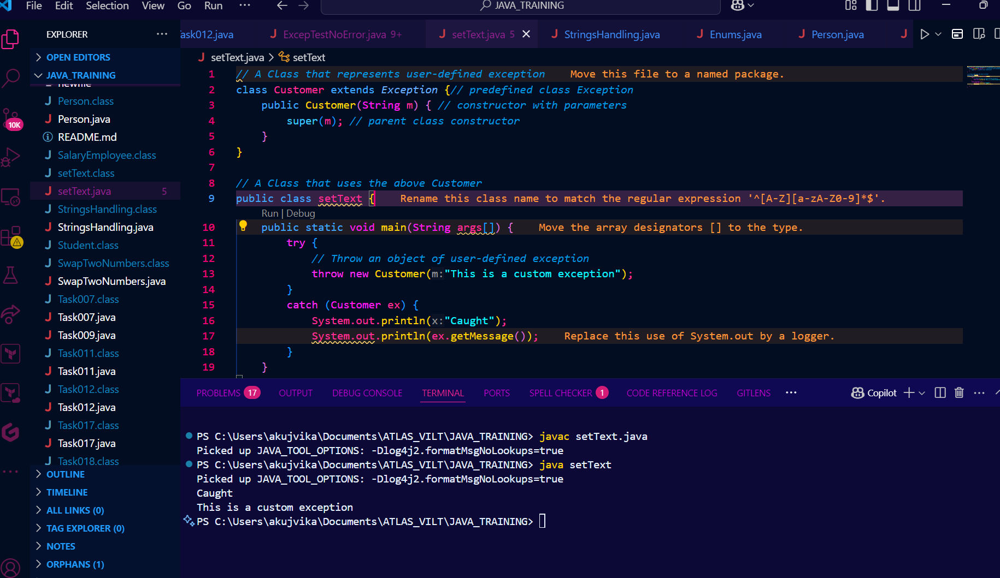 File Edit Selection View Go Run ··· JAVA_TRAINING
EXPLORER ···
Task012.java ExcepTestNoError.java 9+ setText.java 5 StringsHandling.java Enums.java Person.java
OPEN EDITORS
JAVA_TRAINING
newfile
Person.class
Person.java
README.md
SalaryEmployee.class
setText.class
setText.java 5
StringsHandling.class
StringsHandling.java
Student.class
SwapTwoNumbers.class
SwapTwoNumbers.java
Task007.class
Task007.java
Task009.java
Task011.class
Task011.java
Task012.class
Task012.java
Task017.class
Task017.java
Task018.class
OUTLINE
TIMELINE
ALL LINKS (0)
TAG EXPLORER (0)
NOTES
ORPHANS (1)
10K
setText.java > setText
1 // A Class that represents user-defined exception Move this file to a named package.
2 class Customer extends Exception {// predefined class Exception
3 public Customer(String m) { // constructor with parameters
4 super(m); // parent class constructor
5 }
6 }
7
8 // A Class that uses the above Customer
9 public class setText { Rename this class name to match the regular expression '^[A-Z][a-zA-Z0-9]*$'.
Run | Debug
10 public static void main(String args[]) { Move the array designators [] to the type.
11 try {
12 // Throw an object of user-defined exception
13 throw new Customer(m:"This is a custom exception");
14 }
15 catch (Customer ex) {
16 System.out.println(x:"Caught");
17 System.out.println(ex.getMessage()); Replace this use of System.out by a logger.
18 }
19 }
PROBLEMS 17 OUTPUT DEBUG CONSOLE TERMINAL PORTS SPELL CHECKER 1 CODE REFERENCE LOG GITLENS ··· Copilot
PS C:\Users\akujvika\Documents\ATLAS_VILT\JAVA_TRAINING> javac setText.java
Picked up JAVA_TOOL_OPTIONS: -Dlog4j2.formatMsgNoLookups=true
PS C:\Users\akujvika\Documents\ATLAS_VILT\JAVA_TRAINING> java setText
Picked up JAVA_TOOL_OPTIONS: -Dlog4j2.formatMsgNoLookups=true
Caught
This is a custom exception
PS C:\Users\akujvika\Documents\ATLAS_VILT\JAVA_TRAINING>